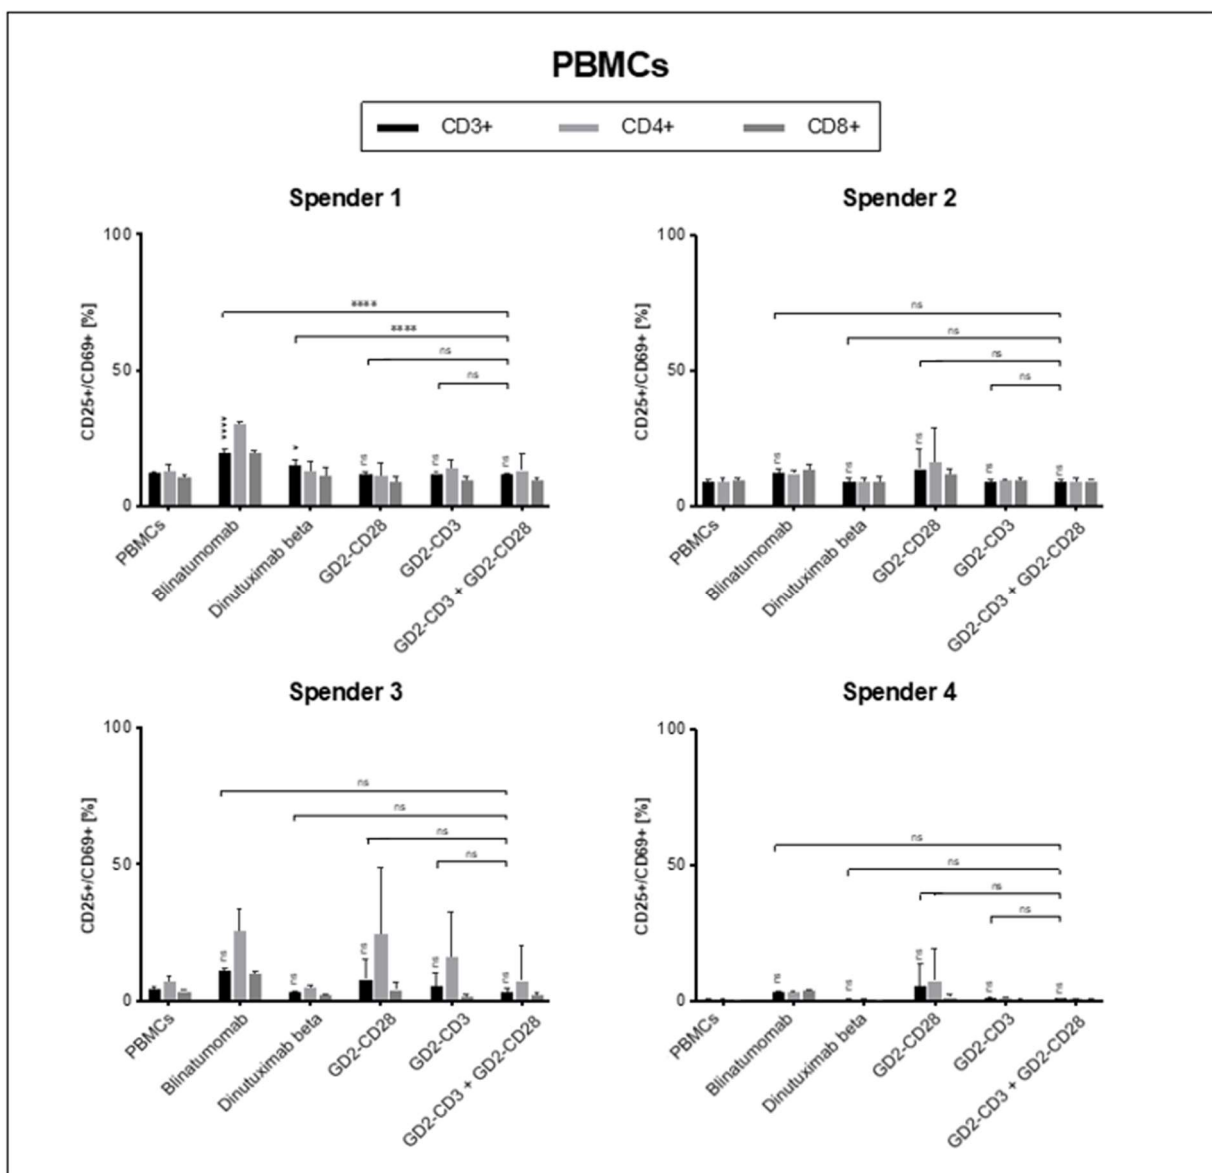 PBMCs
CD3+ CD4+ CD8+
Spender 1
100
50
0
CD25+/CD69+ [%]
****
****
ns
ns
****
*
ns
ns
ns
PBMCs
Blinatumomab
Dinutuximab beta
GD2-CD28
GD2-CD3
GD2-CD3 + GD2-CD28
Spender 2
100
50
0
CD25+/CD69+ [%]
ns
ns
ns
ns
ns
ns
ns
ns
ns
PBMCs
Blinatumomab
Dinutuximab beta
GD2-CD28
GD2-CD3
GD2-CD3 + GD2-CD28
Spender 3
100
50
0
CD25+/CD69+ [%]
ns
ns
ns
ns
ns
ns
ns
ns
ns
PBMCs
Blinatumomab
Dinutuximab beta
GD2-CD28
GD2-CD3
GD2-CD3 + GD2-CD28
Spender 4
100
50
0
CD25+/CD69+ [%]
ns
ns
ns
ns
ns
ns
ns
ns
ns
PBMCs
Blinatumomab
Dinutuximab beta
GD2-CD28
GD2-CD3
GD2-CD3 + GD2-CD28